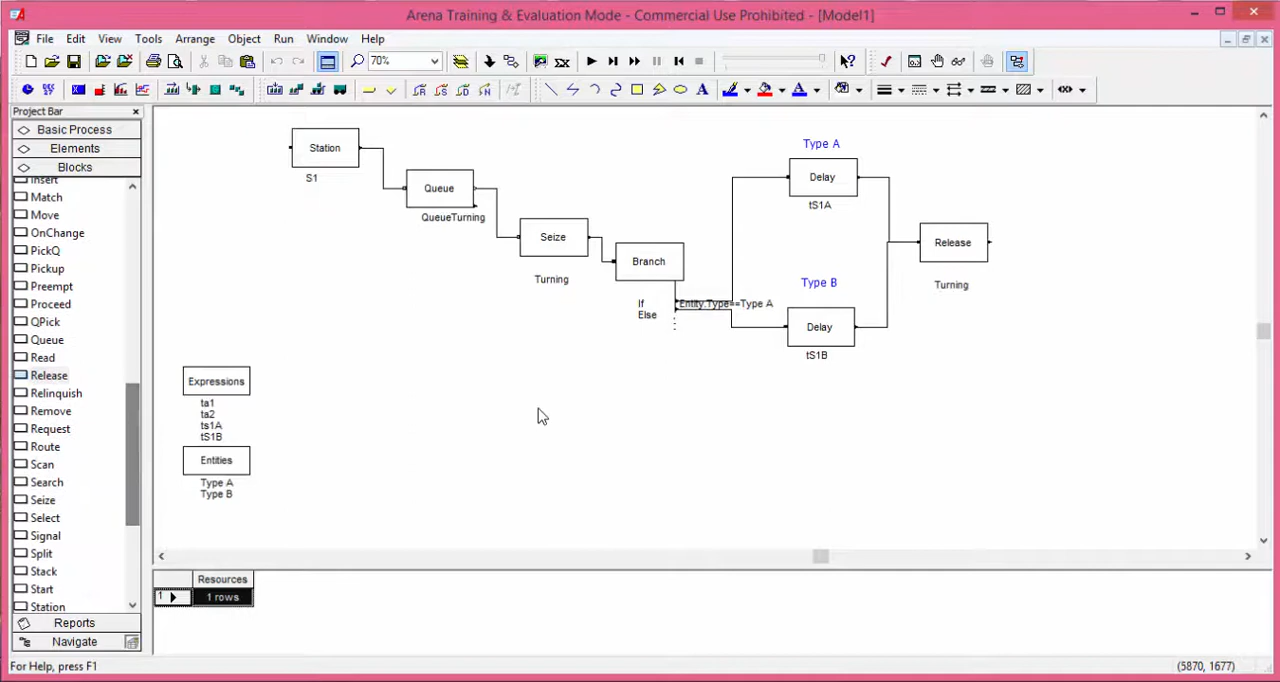 Arena Training & Evaluation Mode - Commercial Use Prohibited - [Model1]
File Edit View Tools Arrange Object Run Window Help
70%
Project Bar
Basic Process
Elements
Blocks
Insert
Match
Move
OnChange
PickQ
Pickup
Preempt
Proceed
QPick
Queue
Read
Release
Relinquish
Remove
Request
Route
Scan
Search
Seize
Select
Signal
Split
Stack
Start
Station
Reports
Navigate
Station
S1
Queue
QueueTurning
Seize
Turning
Branch
If
Else
Entity.Type==Type A
Type A
Delay
tS1A
Type B
Delay
tS1B
Release
Turning
Expressions
ta1
ta2
ts1A
tS1B
Entities
Type A
Type B
Resources
1 1 rows
For Help, press F1
(5870, 1677)